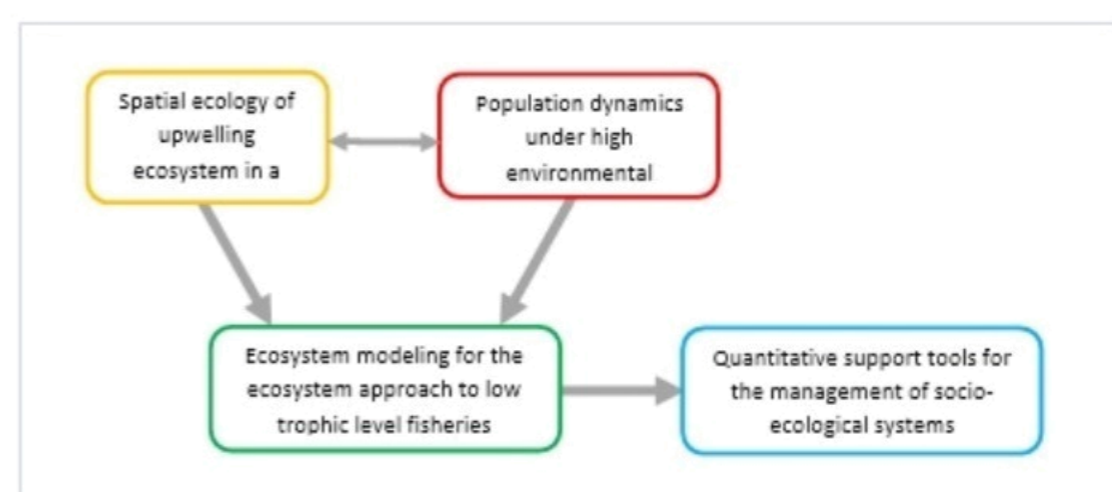 Spatial ecology of
upwelling
ecosystem in a
Population dynamics
under high
environmental
Ecosystem modeling for the
ecosystem approach to low
trophic level fisheries
Quantitative support tools for
the management of socio-
ecological systems